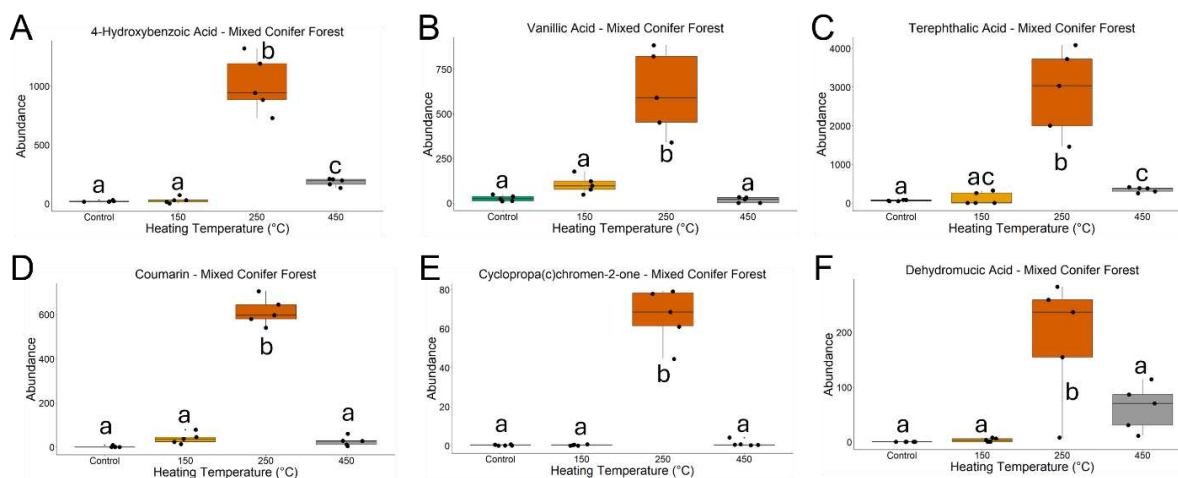 A
4-Hydroxybenzoic Acid - Mixed Conifer Forest
Abundance
1000
500
0
a
a
b
c
Control
150
250
450
Heating Temperature (°C)
B
Vanillic Acid - Mixed Conifer Forest
Abundance
750
500
250
0
a
a
b
a
Control
150
250
450
Heating Temperature (°C)
C
Terephthalic Acid - Mixed Conifer Forest
Abundance
4000
3000
2000
1000
0
a
ac
b
c
Control
150
250
450
Heating Temperature (°C)
D
Coumarin - Mixed Conifer Forest
Abundance
600
400
200
0
a
a
b
a
Control
150
250
450
Heating Temperature (°C)
E
Cyclopropa(c)chromen-2-one - Mixed Conifer Forest
Abundance
80
60
40
20
0
a
a
b
a
Control
150
250
450
Heating Temperature (°C)
F
Dehydromucic Acid - Mixed Conifer Forest
Abundance
200
100
0
a
a
b
a
Control
150
250
450
Heating Temperature (°C)